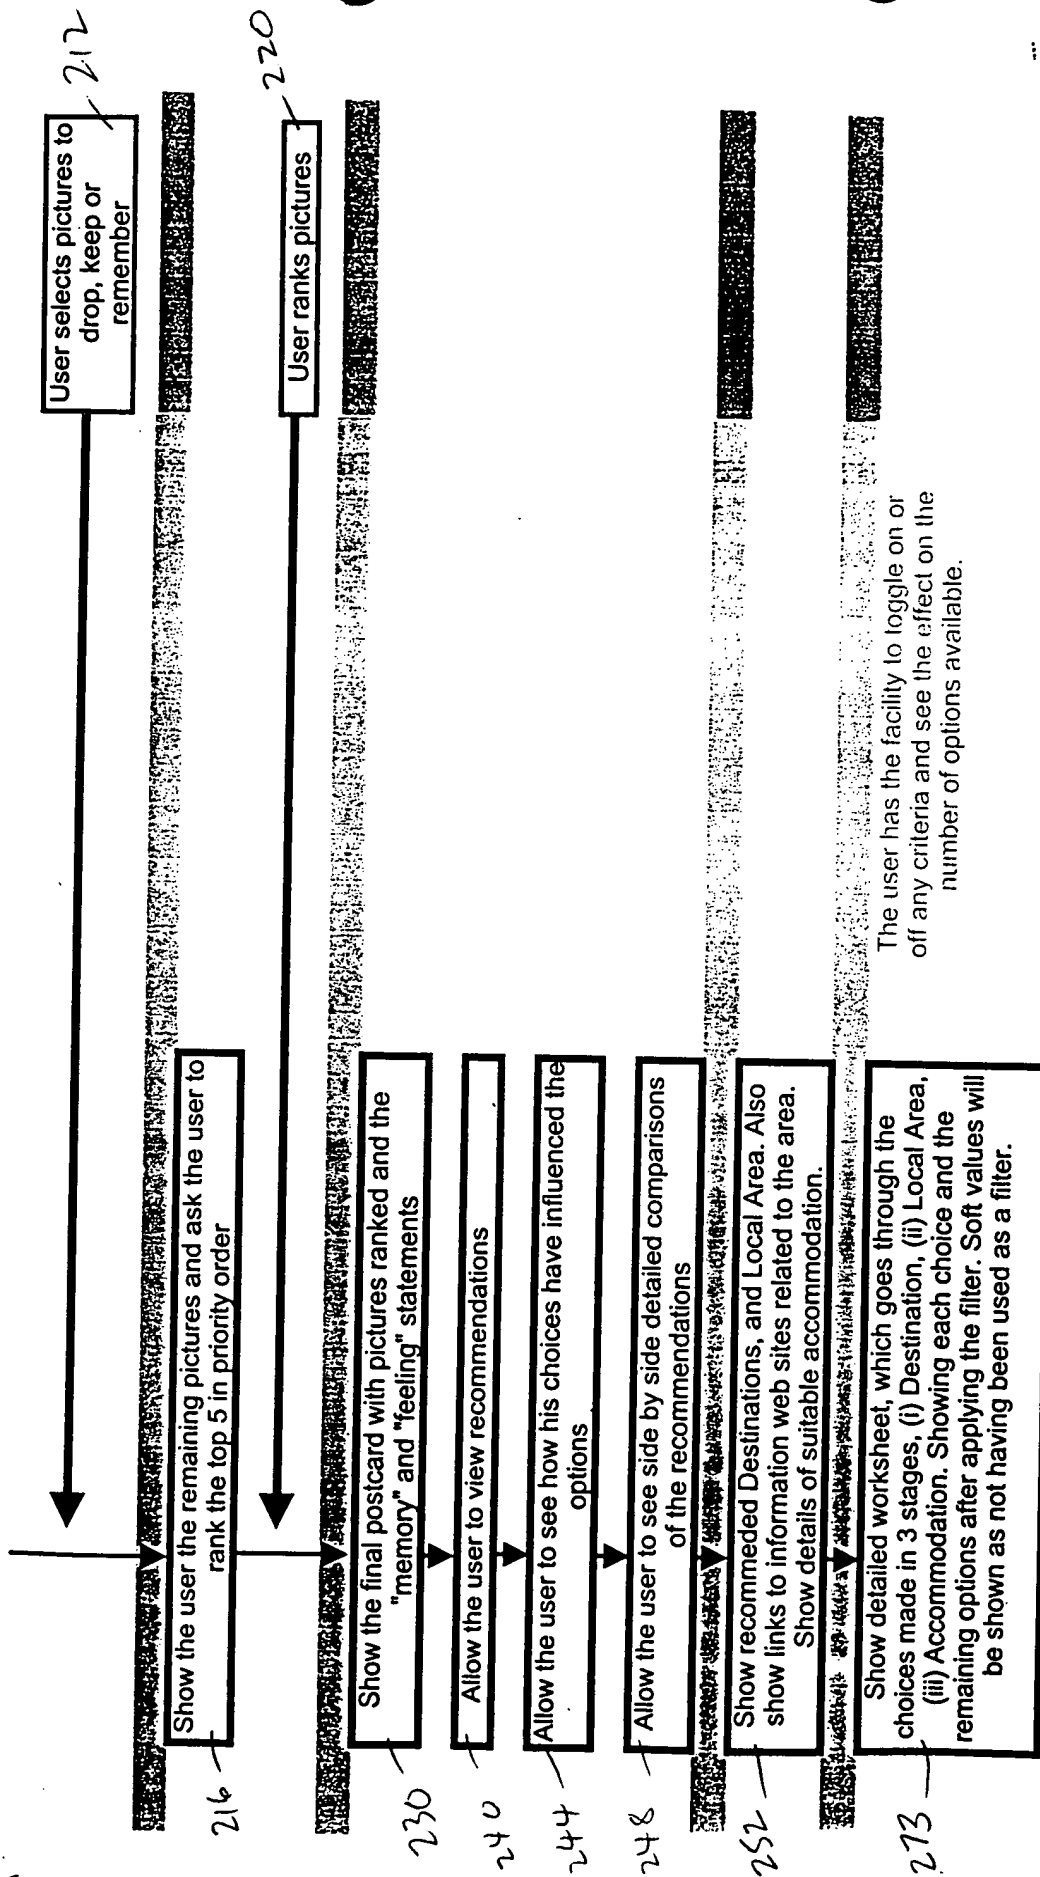 User selects pictures to
drop, keep or
remember
212
Show the user the remaining pictures and ask the user to
rank the top 5 in priority order
216
User ranks pictures
220
Show the final postcard with pictures ranked and the
"memory" and "feeling" statements
230
Allow the user to view recommendations
240
Allow the user to see how his choices have influenced the
options
244
Allow the user to see side by side detailed comparisons
of the recommendations
248
Show recommeded Destinations, and Local Area. Also
show links to information web sites related to the area.
Show details of suitable accommodation.
252
Show detailed worksheet, which goes through the
choices made in 3 stages, (i) Destination, (ii) Local Area,
(iii) Accommodation. Showing each choice and the
remaining options after applying the filter. Soft values will
be shown as not having been used as a filter.
273
The user has the facility to toggle on or
off any criteria and see the effect on the
number of options available.